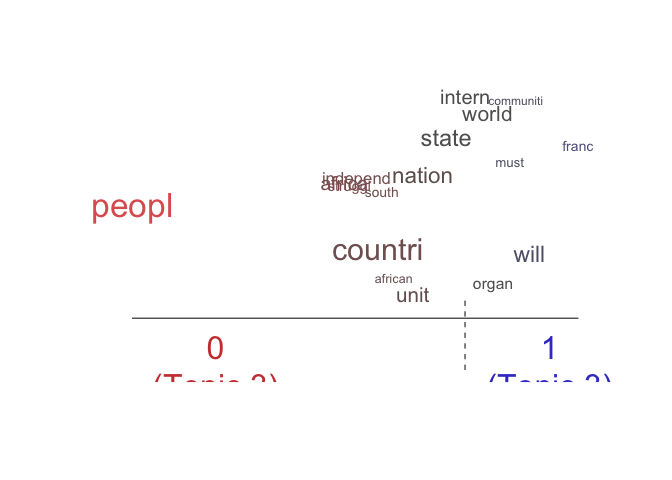 intern communiti
world
state
franc
must
independ
nation
africa
struggl
south
peopl
countri
will
african
organ
unit
0 1
(Topic 3) (Topic 3)